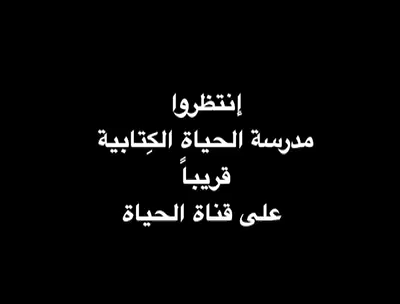 إنتظروا
مدرسة الحياة الكِتابية
قريباً
على قناة الحياة